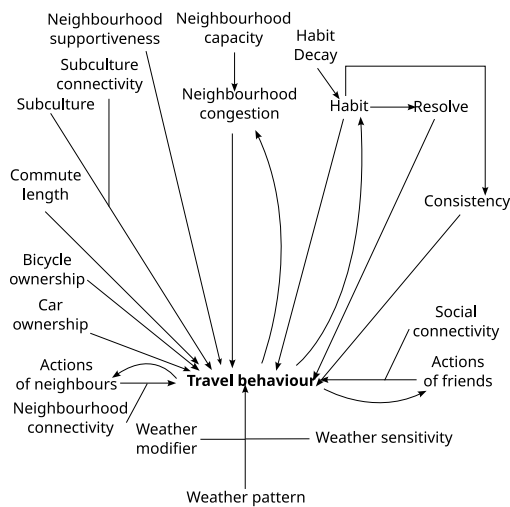 Neighbourhood
supportiveness
Neighbourhood
capacity
Habit
Decay
Subculture
connectivity
Subculture
Neighbourhood
congestion
Habit
Resolve
Commute
length
Consistency
Bicycle
ownership
Car
ownership
Social
connectivity
Actions
of neighbours
Travel behaviour
Actions
of friends
Neighbourhood
connectivity
Weather
modifier
Weather sensitivity
Weather pattern